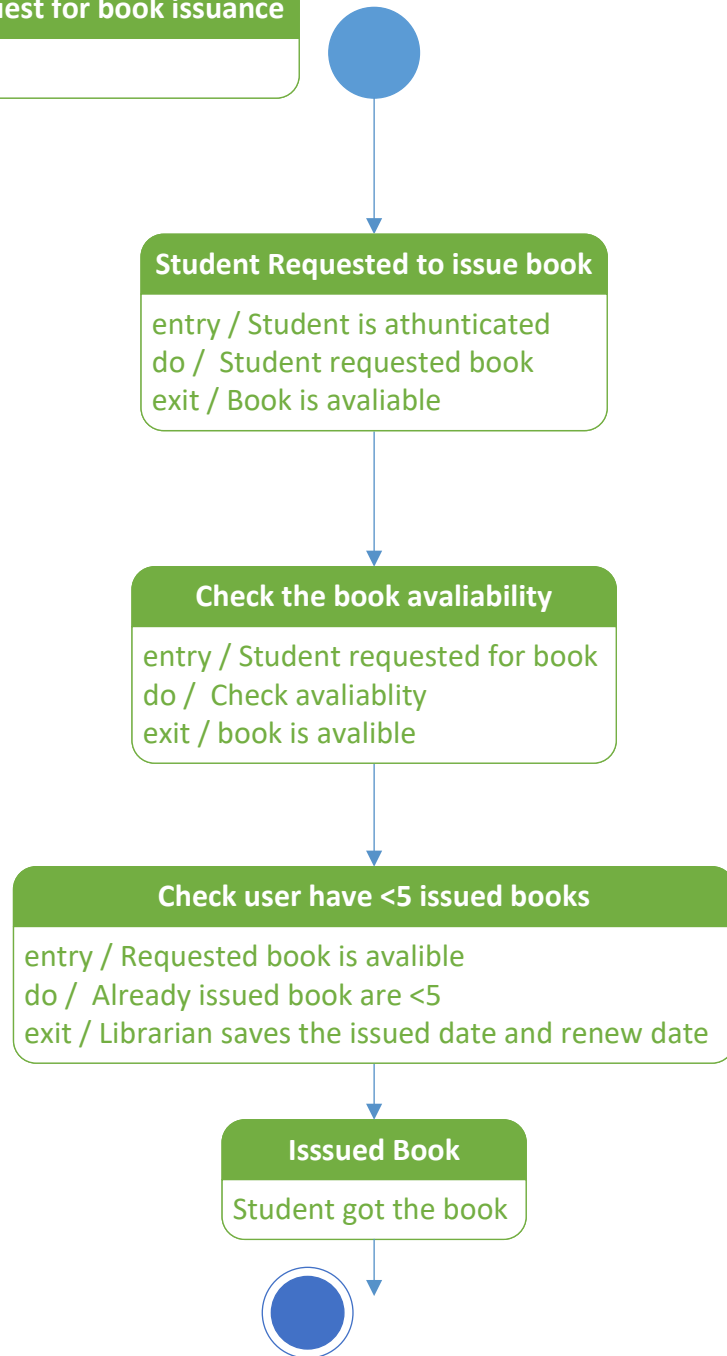 for book issuance
Student Requested to issue book
entry / Student is athunticated
do / Student requested book
exit / Book is avaliable
Check the book avaliability
entry / Student requested for book
do / Check avaliablity
exit / book is avalible
Check user have <5 issued books
entry / Requested book is avalible
do / Already issued book are <5
exit / Librarian saves the issued date and renew date
Isssued Book
Student got the book